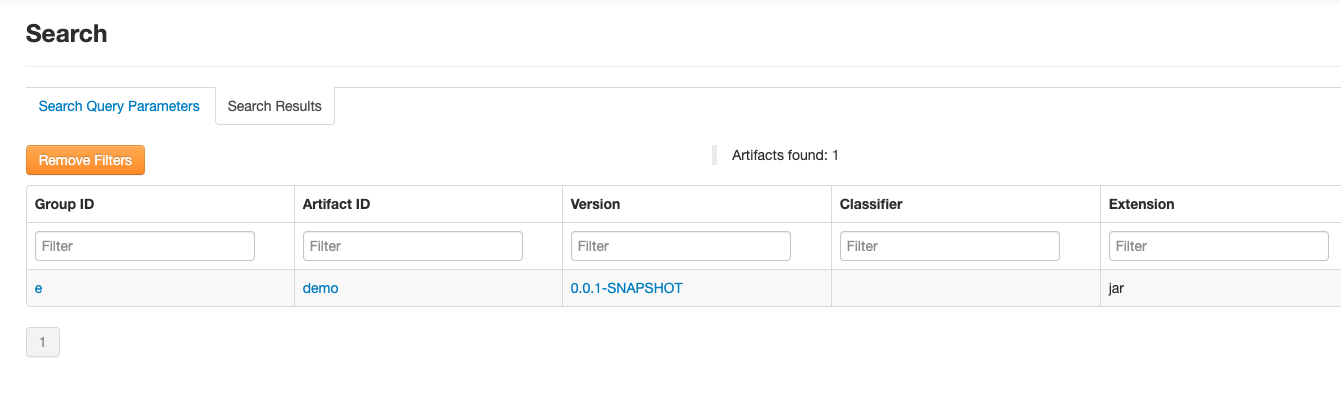 Search
Search Query Parameters Search Results
Remove Filters Artifacts found: 1
Group ID Artifact ID Version Classifier Extension
Filter Filter Filter Filter Filter
e demo 0.0.1-SNAPSHOT jar
1